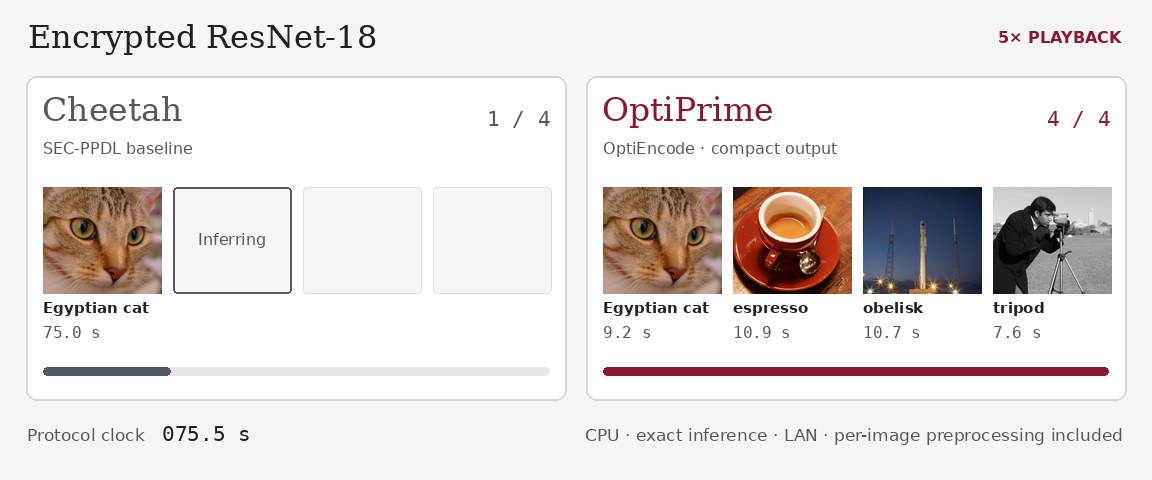 Encrypted ResNet-18
5× PLAYBACK
Cheetah
1 / 4
SEC-PPDL baseline
Inferring
Egyptian cat
75.0 s
OptiPrime
4 / 4
OptiEncode · compact output
Egyptian cat espresso obelisk tripod
9.2 s 10.9 s 10.7 s 7.6 s
Protocol clock 075.5 s
CPU · exact inference · LAN · per-image preprocessing included